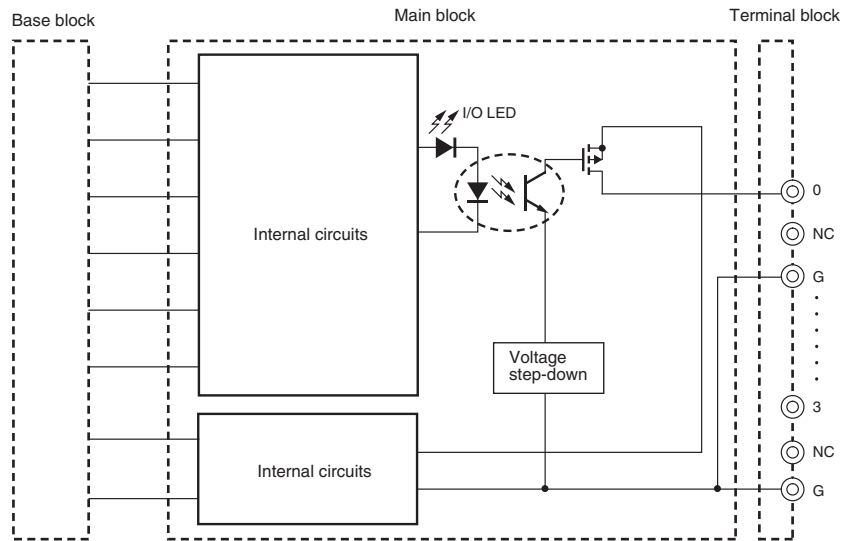 Base block
Main block
Terminal block
I/O LED
Internal circuits
0
NC
G
Voltage
step-down
3
NC
Internal circuits
G